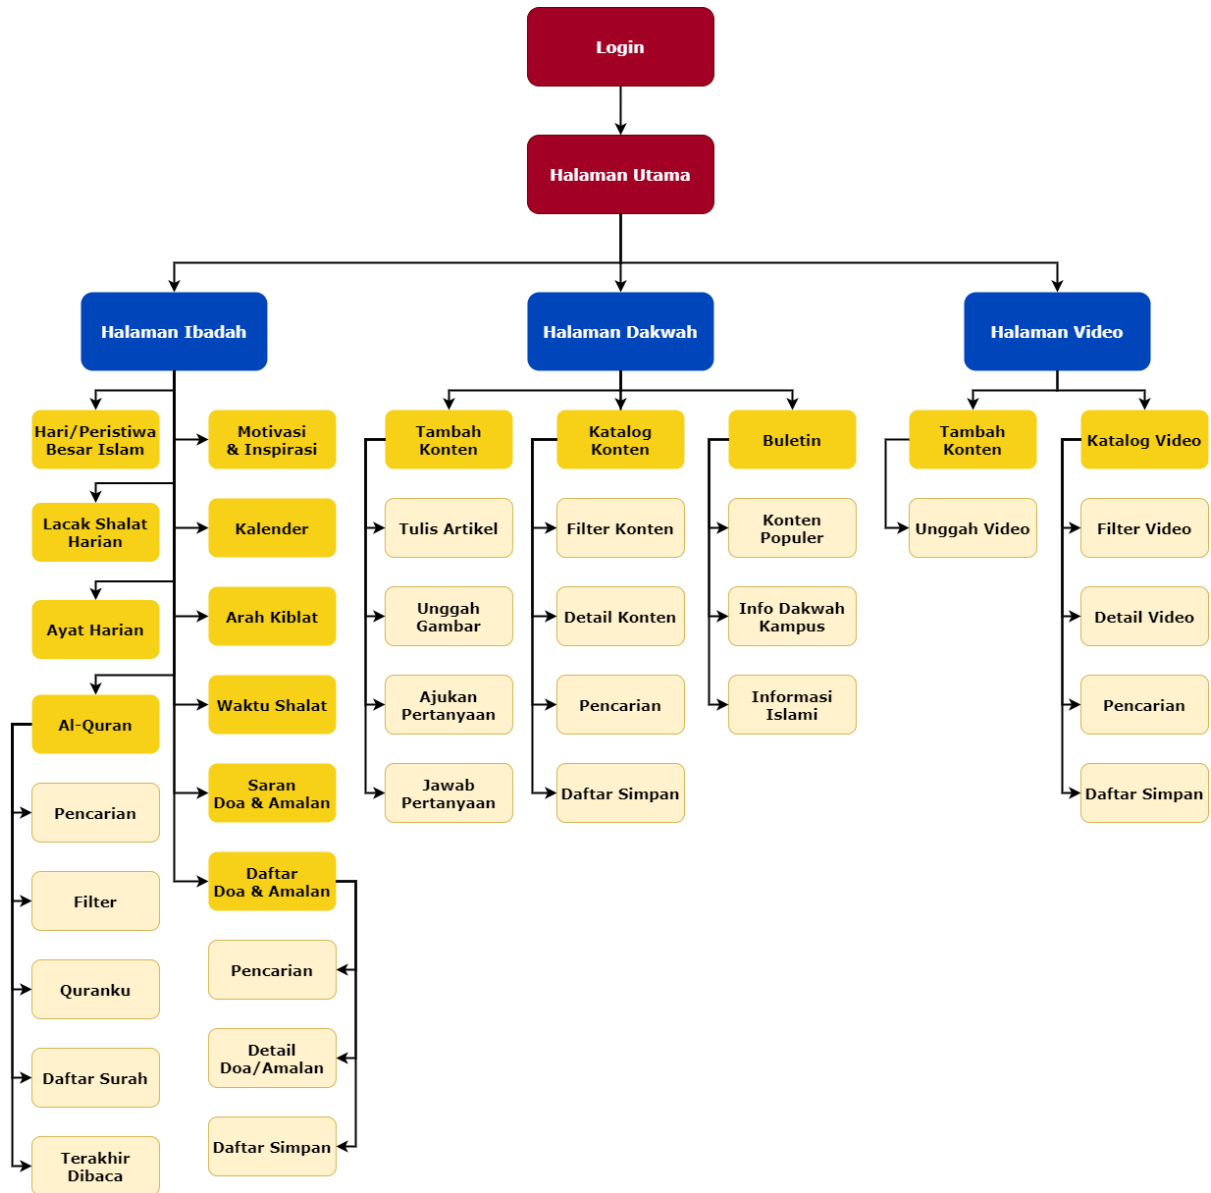 Login
Halaman Utama
Halaman Ibadah
Halaman Dakwah
Halaman Video
Hari/Peristiwa
Besar Islam
Lacak Shalat
Harian
Ayat Harian
Al-Quran
Pencarian
Filter
Quranku
Daftar Surah
Terakhir
Dibaca
Motivasi
& Inspirasi
Kalender
Arah Kiblat
Waktu Shalat
Saran
Doa & Amalan
Daftar
Doa & Amalan
Pencarian
Detail
Doa/Amalan
Daftar Simpan
Tambah
Konten
Tulis Artikel
Unggah
Gambar
Ajukan
Pertanyaan
Jawab
Pertanyaan
Katalog
Konten
Filter Konten
Detail Konten
Pencarian
Daftar Simpan
Buletin
Konten
Populer
Info Dakwah
Kampus
Informasi
Islami
Tambah
Konten
Unggah Video
Katalog Video
Filter Video
Detail Video
Pencarian
Daftar Simpan